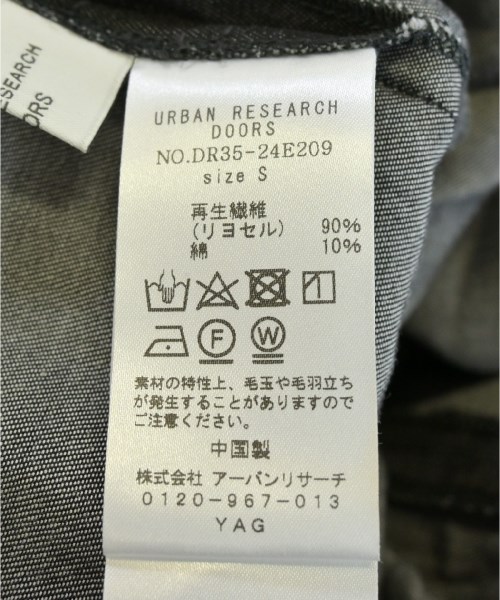 ESEARCH
ORS
URBAN RESEARCH
DOORS
NO.DR35-24E209
size S
再生繊維
(リヨセル) 90%
綿 10%
F W
素材の特性上、毛玉や毛羽立ち
が発生することがありますので
ご注意ください。
中国製
株式会社 アーバンリサーチ
0120-967-013
YAG